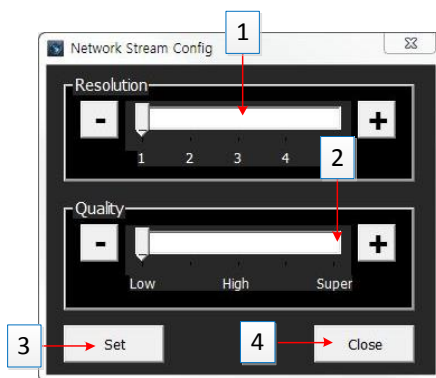 1
Network Stream Config
Resolution
- +
1 2 3 4
2
Quality
- +
Low High Super
3 Set 4 Close